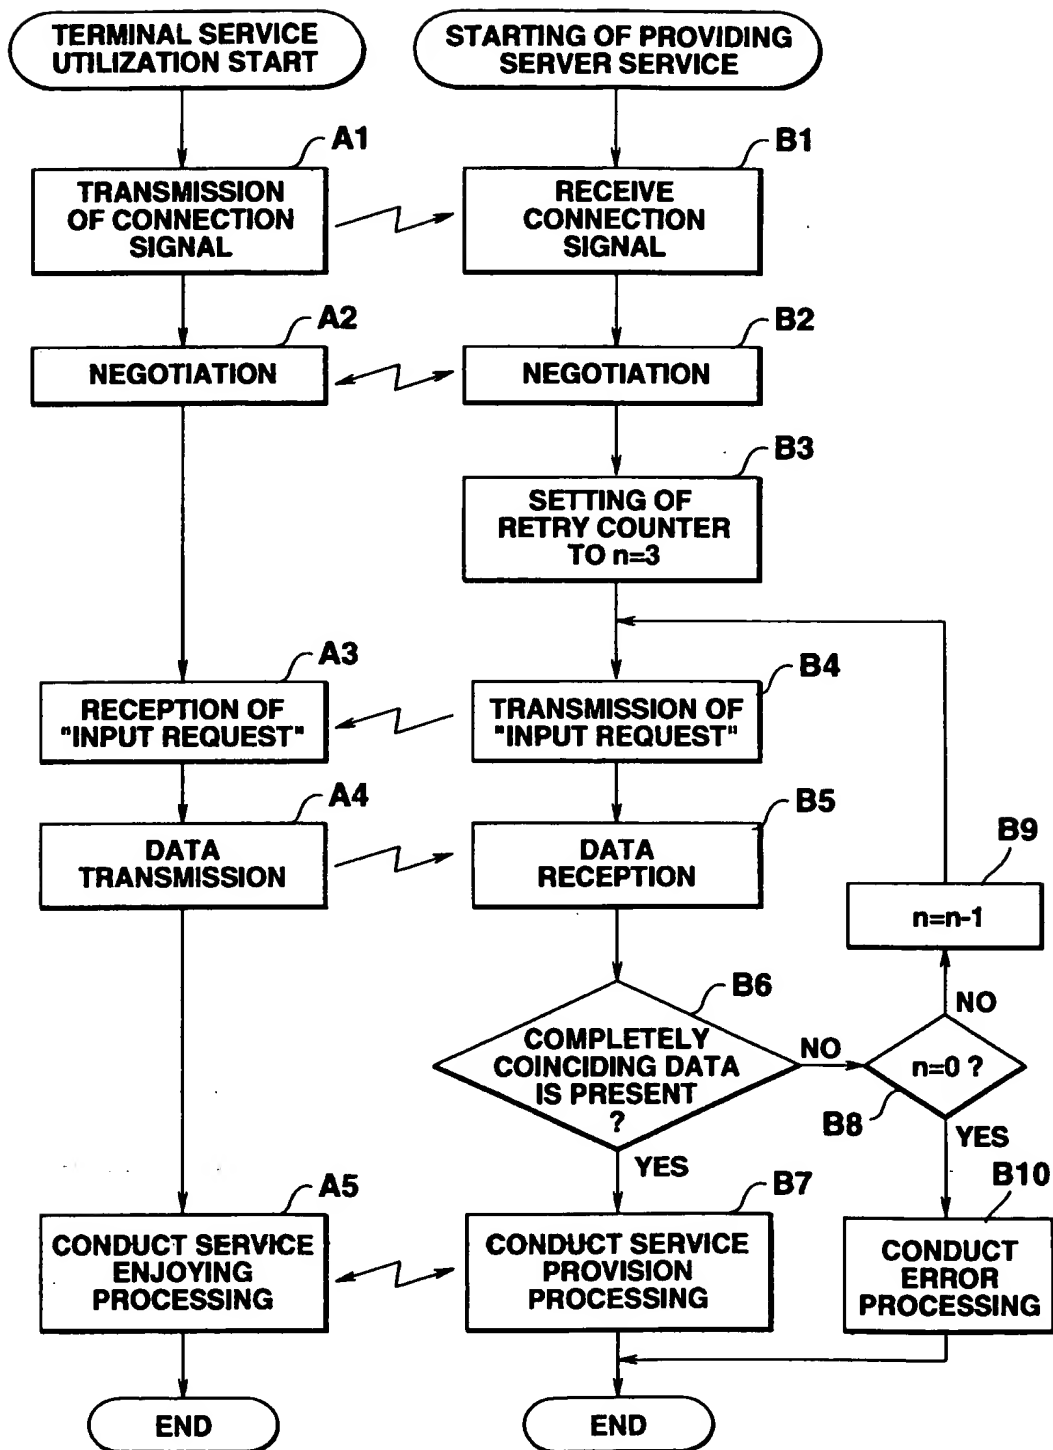 TERMINAL SERVICE
UTILIZATION START
STARTING OF PROVIDING
SERVER SERVICE
A1
TRANSMISSION
OF CONNECTION
SIGNAL
B1
RECEIVE
CONNECTION
SIGNAL
A2
NEGOTIATION
B2
NEGOTIATION
B3
SETTING OF
RETRY COUNTER
TO n=3
A3
RECEPTION OF
"INPUT REQUEST"
B4
TRANSMISSION OF
"INPUT REQUEST"
A4
DATA
TRANSMISSION
B5
DATA
RECEPTION
B9
n=n-1
B6
COMPLETELY
COINCIDING DATA
IS PRESENT
?
NO
NO
n=0 ?
B8
YES
YES
A5
CONDUCT SERVICE
ENJOYING
PROCESSING
B7
CONDUCT SERVICE
PROVISION
PROCESSING
B10
CONDUCT
ERROR
PROCESSING
END
END